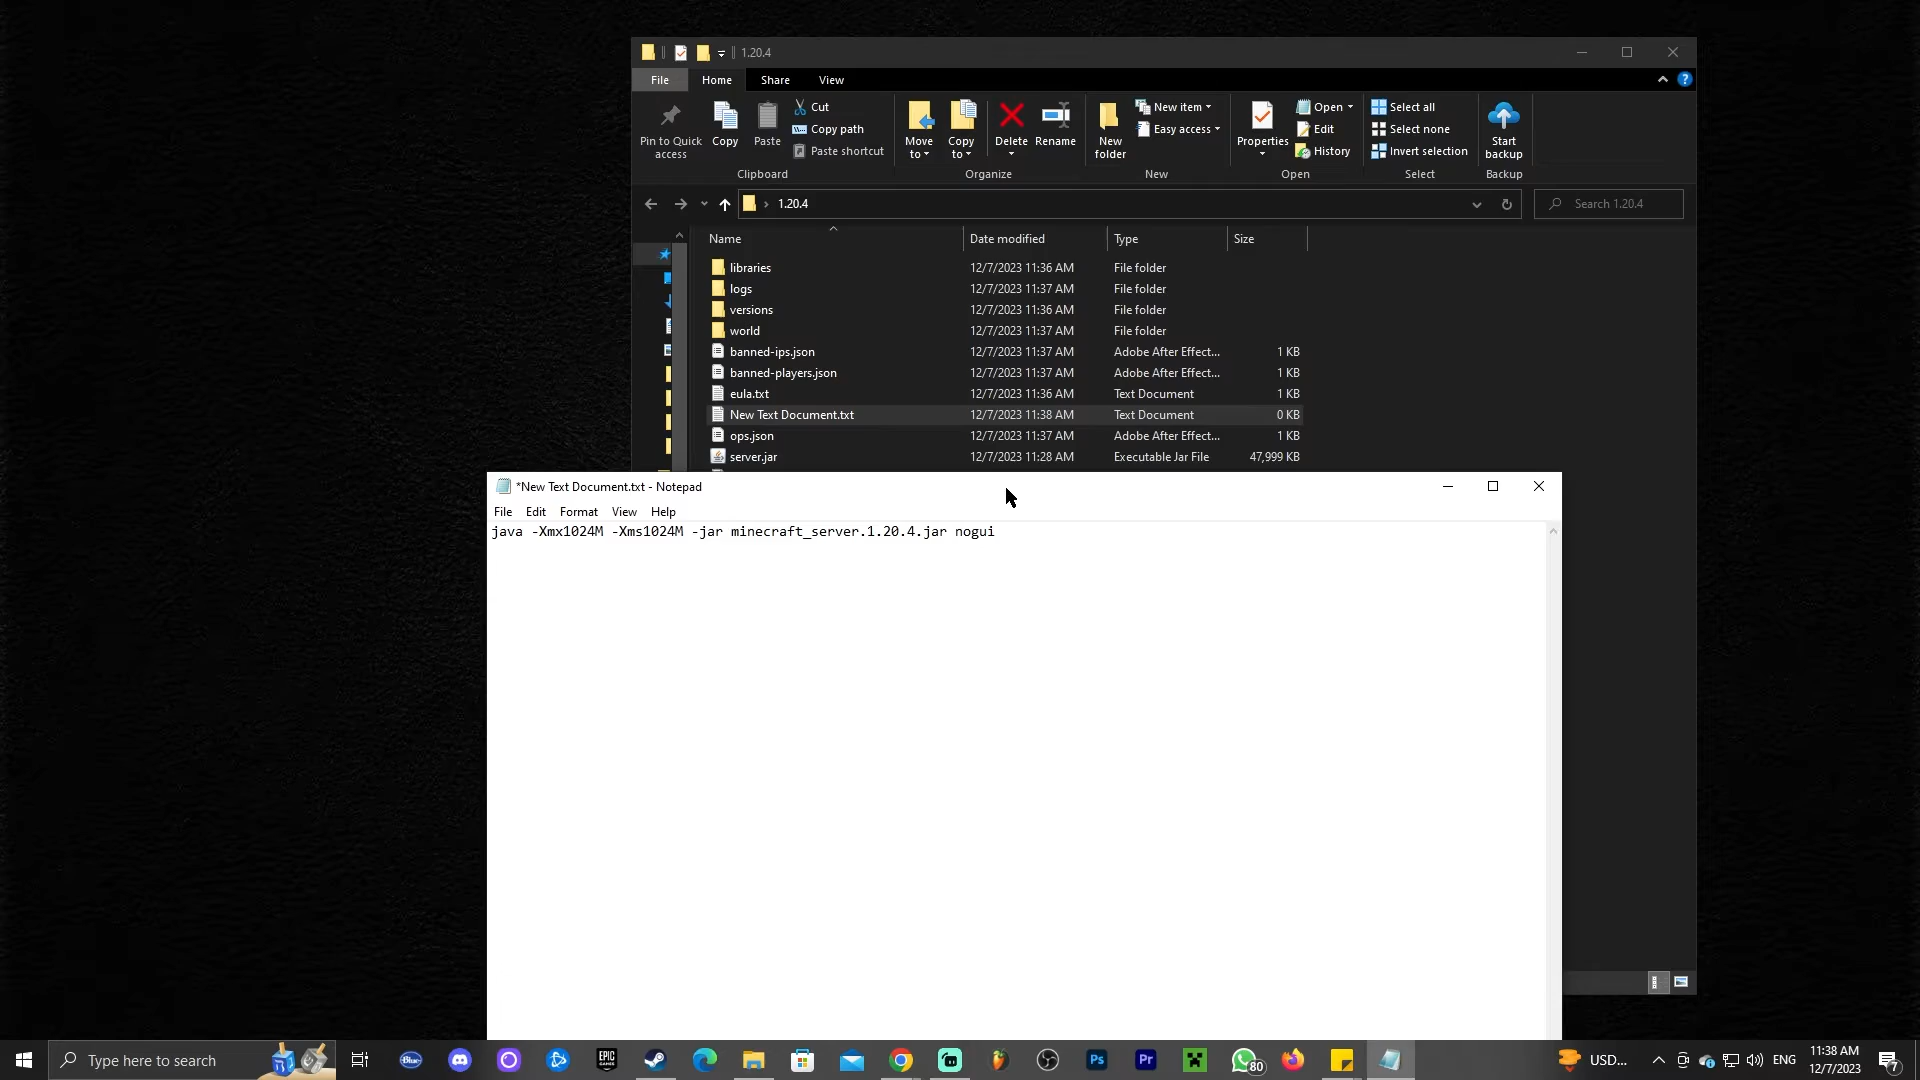 1.20.4
File Home Share View
Pin to Quick access
Copy
Paste
Cut
Copy path
Paste shortcut
Clipboard
Move to
Copy to
Delete
Rename
Organize
New folder
New item
Easy access
New
Properties
Open
Edit
History
Open
Select all
Select none
Invert selection
Select
Start backup
Backup
1.20.4
Search 1.20.4
Name Date modified Type Size
libraries 12/7/2023 11:36 AM File folder
logs 12/7/2023 11:37 AM File folder
versions 12/7/2023 11:36 AM File folder
world 12/7/2023 11:37 AM File folder
banned-ips.json 12/7/2023 11:37 AM Adobe After Effect... 1 KB
banned-players.json 12/7/2023 11:37 AM Adobe After Effect... 1 KB
eula.txt 12/7/2023 11:36 AM Text Document 1 KB
New Text Document.txt 12/7/2023 11:38 AM Text Document 0 KB
ops.json 12/7/2023 11:37 AM Adobe After Effect... 1 KB
server.jar 12/7/2023 11:28 AM Executable Jar File 47,999 KB
*New Text Document.txt - Notepad
File Edit Format View Help
java -Xmx1024M -Xms1024M -jar minecraft_server.1.20.4.jar nogui
Type here to search
Blue
EPIC GAMES
Ps
Pr
80
USD...
ENG
11:38 AM
12/7/2023
7